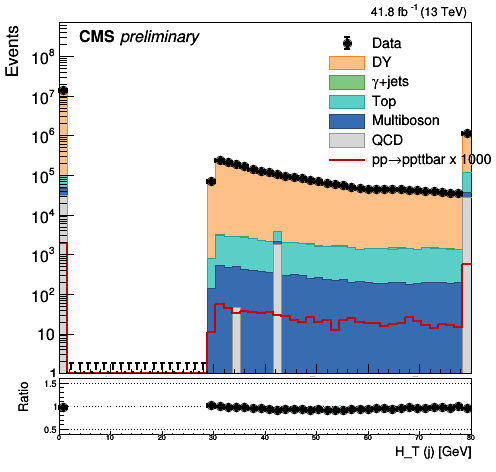 41.8 fb⁻¹ (13 TeV)
CMS preliminary
Events
Data
DY
γ+jets
Top
Multiboson
QCD
pp→ppttbar x 1000
10⁸
10⁷
10⁶
10⁵
10⁴
10³
10²
10
1
Ratio
1.5
1.0
0.5
0 10 20 30 40 50 60 70 80
H_T (j) [GeV]